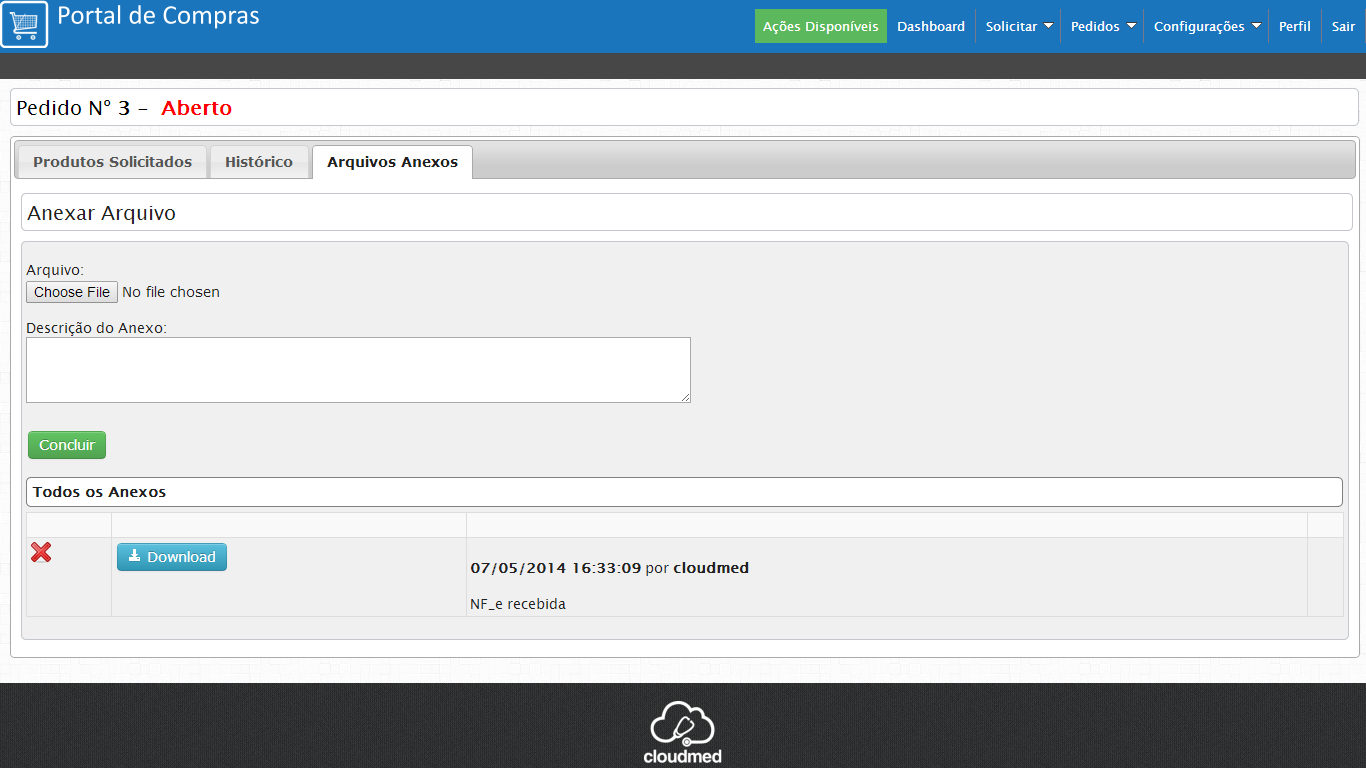 Portal de Compras
Ações Disponíveis Dashboard Solicitar Pedidos Configurações Perfil Sair
Pedido N° 3 - Aberto
Produtos Solicitados Histórico Arquivos Anexos
Anexar Arquivo
Arquivo:
Choose File No file chosen
Descrição do Anexo:
Concluir
Todos os Anexos
Download
07/05/2014 16:33:09 por cloudmed
NF_e recebida
cloudmed